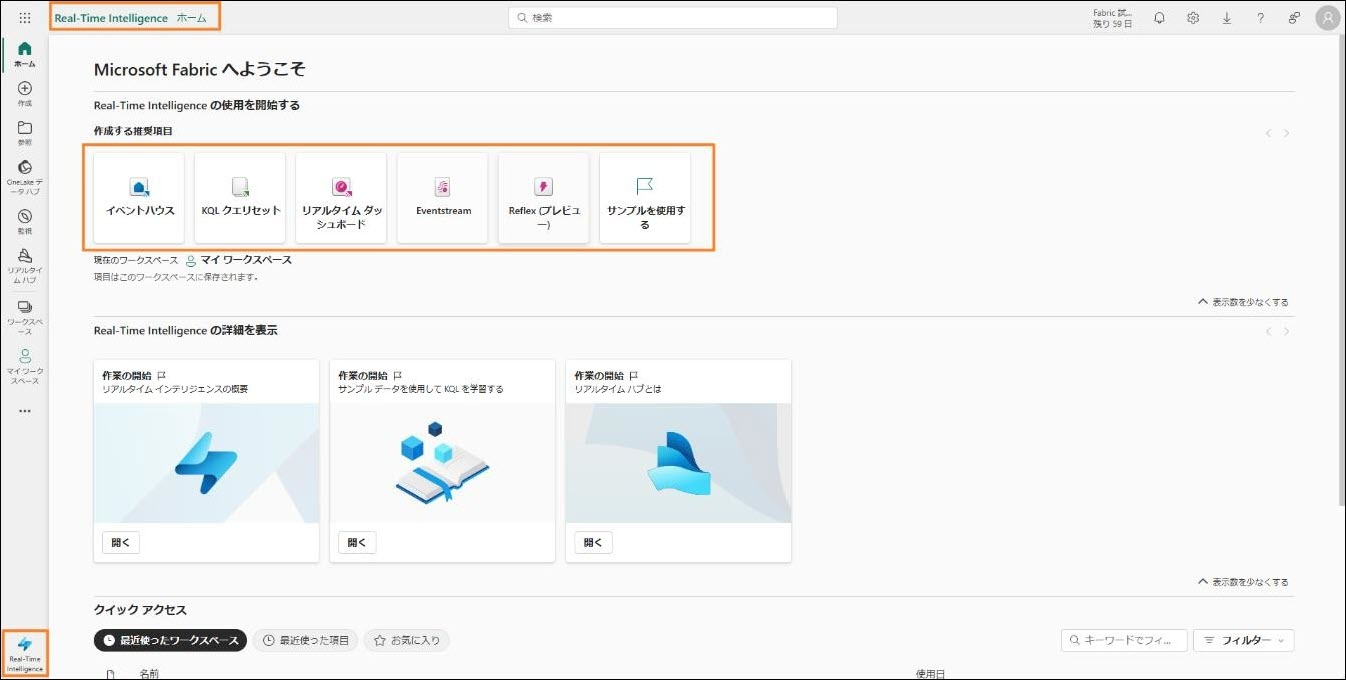 Real-Time Intelligence ホーム
検索
Fabric 試...
残り 59 日
ホーム
作成
参照
OneLake デ
ータ ハブ
監視
リアルタイ
ム ハブ
ワークスペ
ース
マイ ワーク
スペース
Real-Time
Intelligence
Microsoft Fabric へようこそ
Real-Time Intelligence の使用を開始する
作成する推奨項目
イベントハウス
KQL クエリセット
リアルタイム ダッ
シュボード
Eventstream
Reflex (プレビュ
ー)
サンプルを使用す
る
現在のワークスペース マイ ワークスペース
項目はこのワークスペースに保存されます。
表示数を少なくする
Real-Time Intelligence の詳細を表示
作業の開始
リアルタイム インテリジェンスの概要
開く
作業の開始
サンプル データを使用して KQL を学習する
開く
作業の開始
リアルタイム ハブとは
開く
表示数を少なくする
クイック アクセス
最近使ったワークスペース
最近使った項目
お気に入り
キーワードでフィ...
フィルター
名前
使用日